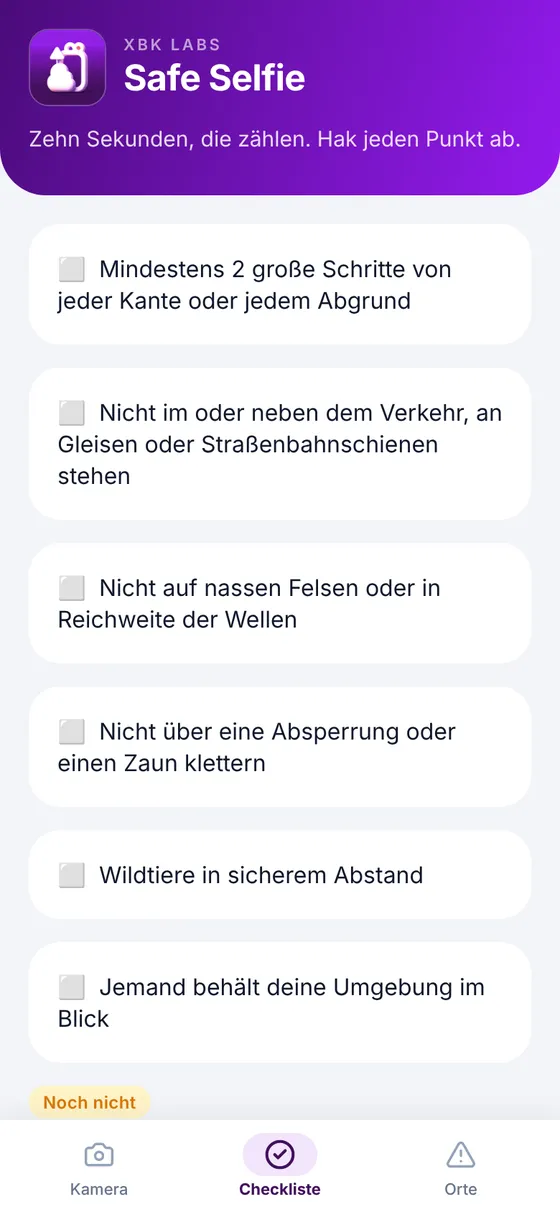 XBK LABS
Safe Selfie
Zehn Sekunden, die zählen. Hak jeden Punkt ab.
Mindestens 2 große Schritte von
jeder Kante oder jedem Abgrund
Nicht im oder neben dem Verkehr, an
Gleisen oder Straßenbahnschienen
stehen
Nicht auf nassen Felsen oder in
Reichweite der Wellen
Nicht über eine Absperrung oder
einen Zaun klettern
Wildtiere in sicherem Abstand
Jemand behält deine Umgebung im
Blick
Noch nicht
Kamera
Checkliste
Orte